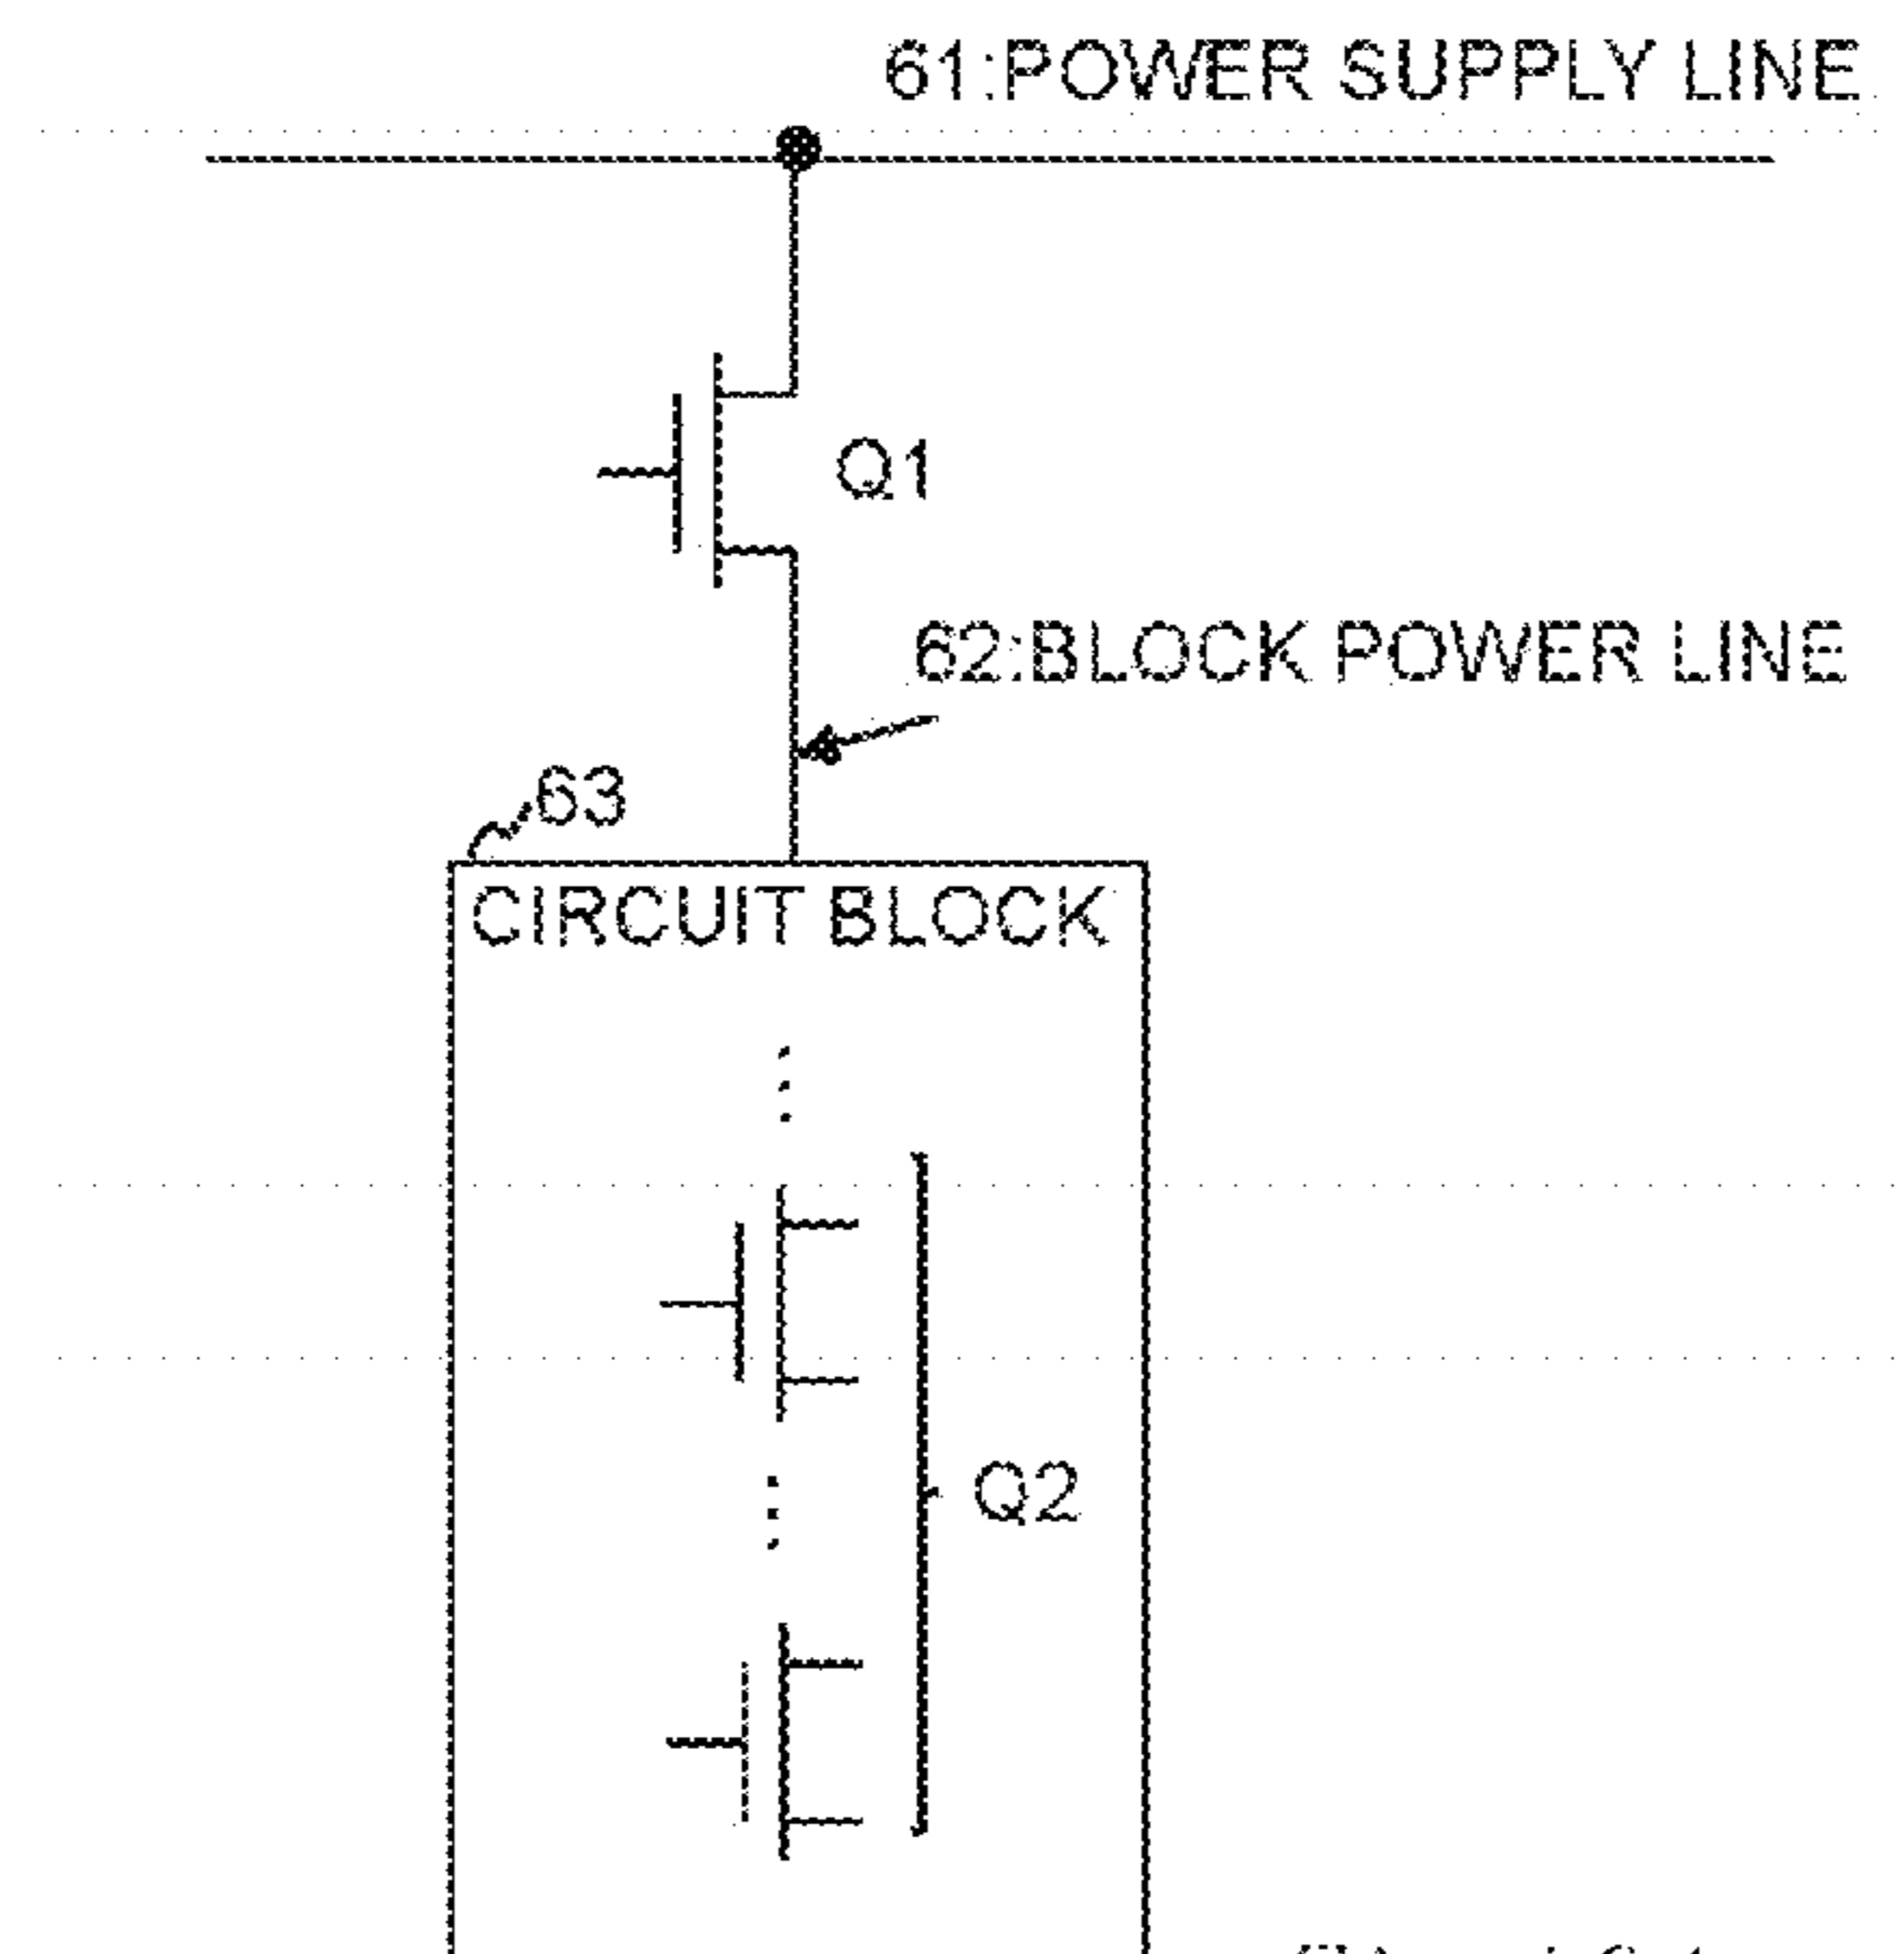 61:POWER SUPPLY LINE
Q1
62:BLOCK POWER LINE
63
CIRCUIT BLOCK
Q2